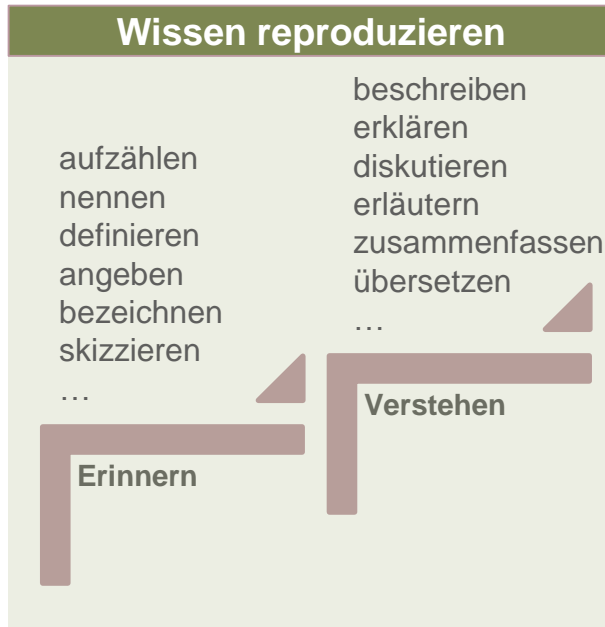 Wissen reproduzieren
aufzählen
nennen
definieren
angeben
bezeichnen
skizzieren
…
Erinnern
beschreiben
erklären
diskutieren
erläutern
zusammenfassen
übersetzen
…
Verstehen